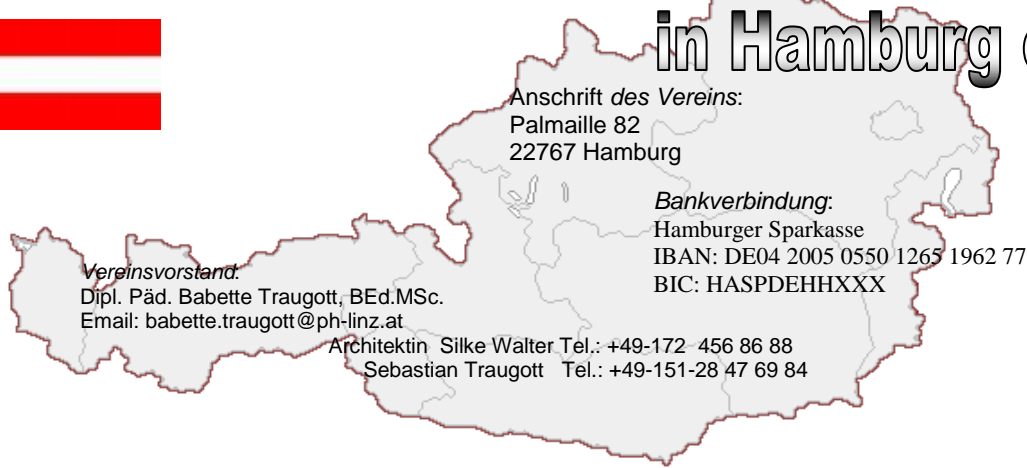 in Hamburg
Anschrift des Vereins:
Palmaille 82
22767 Hamburg
Bankverbindung:
Hamburger Sparkasse
IBAN: DE04 2005 0550 1265 1962 77
BIC: HASPDEHHXXX
Vereinsvorstand:
Dipl. Päd. Babette Traugott, BEd.MSc.
Email: babette.traugott@ph-linz.at
Architektin Silke Walter Tel.: +49-172 456 86 88
Sebastian Traugott Tel.: +49-151-28 47 69 84